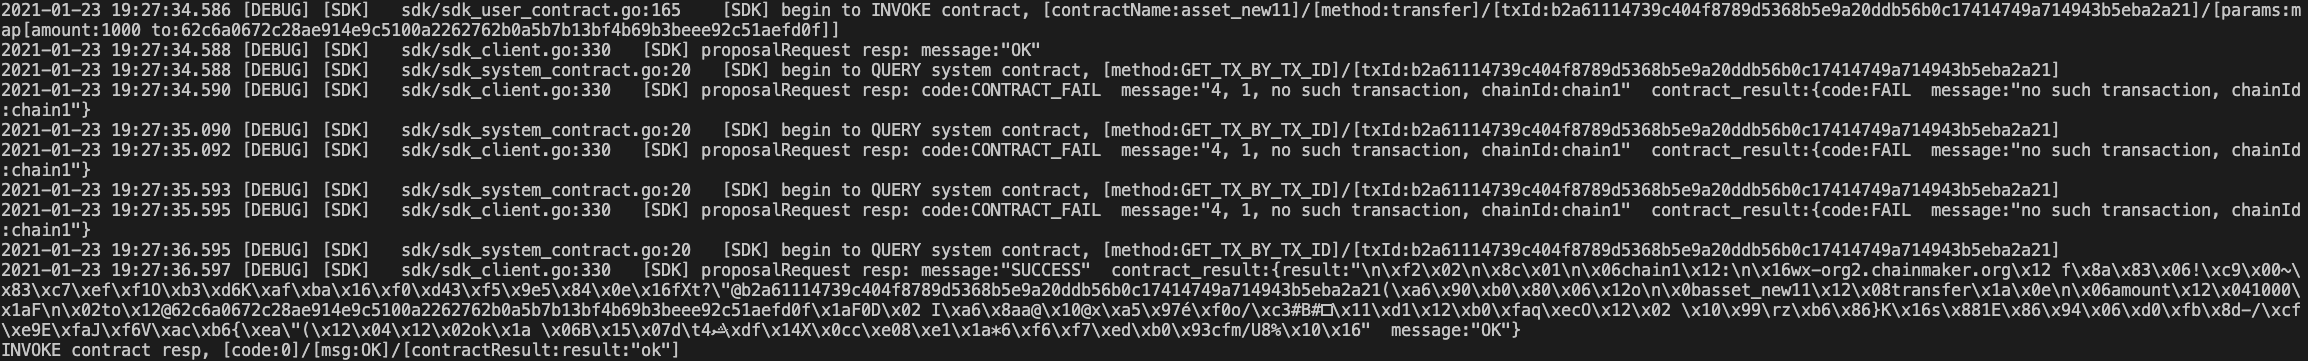 2021-01-23 19:27:34.586 [DEBUG] [SDK]   sdk/sdk_user_contract.go:165     [SDK] begin to INVOKE contract, [contractName:asset_new11]/[method:transfer]/[txId:b2a61114739c404f8789d5368b5e9a20ddb56b0c17414749a714943b5eba2a21]/[params:m
ap[amount:1000 to:62c6a0672c28ae914e9c5100a2262762b0a5b7b13bf4b69b3beee92c51aefd0f]]
2021-01-23 19:27:34.588 [DEBUG] [SDK]   sdk/sdk_client.go:330   [SDK] proposalRequest resp: message:"OK"
2021-01-23 19:27:34.588 [DEBUG] [SDK]   sdk/sdk_system_contract.go:20   [SDK] begin to QUERY system contract, [method:GET_TX_BY_TX_ID]/[txId:b2a61114739c404f8789d5368b5e9a20ddb56b0c17414749a714943b5eba2a21]
2021-01-23 19:27:34.590 [DEBUG] [SDK]   sdk/sdk_client.go:330   [SDK] proposalRequest resp: code:CONTRACT_FAIL  message:"4, 1, no such transaction, chainId:chain1"  contract_result:{code:FAIL  message:"no such transaction, chainId
:chain1"}
2021-01-23 19:27:35.090 [DEBUG] [SDK]   sdk/sdk_system_contract.go:20   [SDK] begin to QUERY system contract, [method:GET_TX_BY_TX_ID]/[txId:b2a61114739c404f8789d5368b5e9a20ddb56b0c17414749a714943b5eba2a21]
2021-01-23 19:27:35.092 [DEBUG] [SDK]   sdk/sdk_client.go:330   [SDK] proposalRequest resp: code:CONTRACT_FAIL  message:"4, 1, no such transaction, chainId:chain1"  contract_result:{code:FAIL  message:"no such transaction, chainId
:chain1"}
2021-01-23 19:27:35.593 [DEBUG] [SDK]   sdk/sdk_system_contract.go:20   [SDK] begin to QUERY system contract, [method:GET_TX_BY_TX_ID]/[txId:b2a61114739c404f8789d5368b5e9a20ddb56b0c17414749a714943b5eba2a21]
2021-01-23 19:27:35.595 [DEBUG] [SDK]   sdk/sdk_client.go:330   [SDK] proposalRequest resp: code:CONTRACT_FAIL  message:"4, 1, no such transaction, chainId:chain1"  contract_result:{code:FAIL  message:"no such transaction, chainId
:chain1"}
2021-01-23 19:27:36.595 [DEBUG] [SDK]   sdk/sdk_system_contract.go:20   [SDK] begin to QUERY system contract, [method:GET_TX_BY_TX_ID]/[txId:b2a61114739c404f8789d5368b5e9a20ddb56b0c17414749a714943b5eba2a21]
2021-01-23 19:27:36.597 [DEBUG] [SDK]   sdk/sdk_client.go:330   [SDK] proposalRequest resp: message:"SUCCESS"  contract_result:{result:"\n\xf2\x02\n\x8c\x01\n\x06chain1\x12:\n\x16wx-org2.chainmaker.org\x12 f\x8a\x83\x06!\xc9\x00~\
x83\xc7\xef\xf1O\xb3\xd6K\xaf\xba\x16\xf0\xd43\xf5\x9e5\x84\x0e\x16fXt?\"@b2a61114739c404f8789d5368b5e9a20ddb56b0c17414749a714943b5eba2a21(\xa6\x90\xb0\x80\x06\x12o\n\x0basset_new11\x12\x08transfer\x1a\x0e\n\x06amount\x12\x041000\
x1aF\n\x02to\x12@62c6a0672c28ae914e9c5100a2262762b0a5b7b13bf4b69b3beee92c51aefd0f\x1aF0D\x02 I\xa6\x8aa@\x10@x\xa5\x97é\xf0o/\xc3#B#□\x11\xd1\x12\xb0\xfaq\xecO\x12\x02 \x10\x99\rz\xb6\x86}K\x16s\x881E\x86\x94\x06\xd0\xfb\x8d-/\xcf
\xe9E\xfaJ\xf6V\xac\xb6{\xea\"(\x12\x04\x12\x02ok\x1a \x06B\x15\x07d\t4\xdf\x14X\x0cc\xe08\xe1\x1a*6\xf6\xf7\xed\xb0\x93cfm/U8%\x10\x16"  message:"OK"}
INVOKE contract resp, [code:0]/[msg:OK]/[contractResult:result:"ok"]